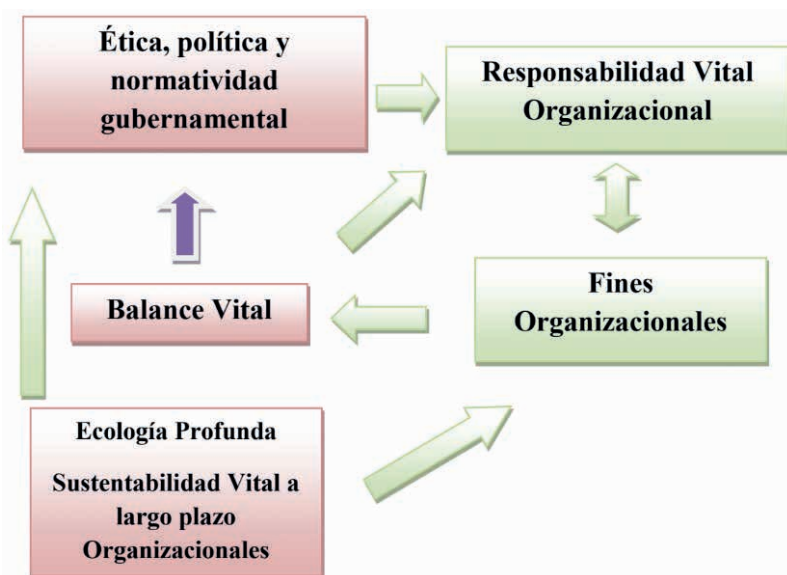 Ética, política y
normatividad
gubernamental
Responsabilidad Vital
Organizacional
Balance Vital
Fines
Organizacionales
Ecología Profunda
Sustentabilidad Vital a
largo plazo
Organizacionales